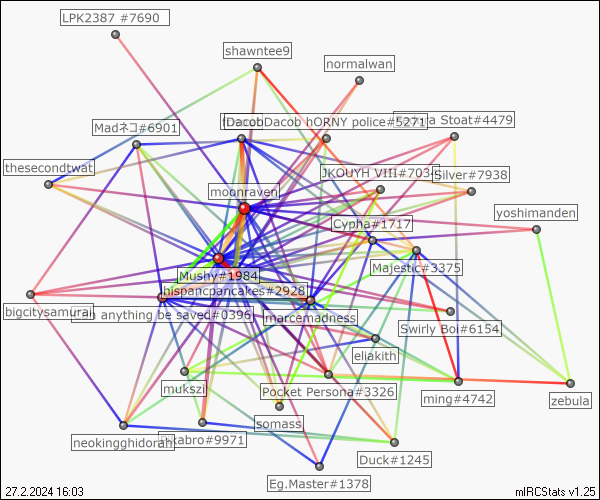 LPK2387 #7690
shawntee9
normalwan
Madネコ#6901
DacobDacob hORNY police#5271
Stoat#4479
thesecondtwat
moonraven
JKOUYH VIII#703
Silver#7938
yoshimanden
Cypha#1717
Mushy#1984
Majestic#3375
hispancpancakes#2928
bigcitysamurai
anything be saved#0396
marcemadness
Swirly Boi#6154
eliakith
mukszi
Pocket Persona#3326
ming#4742
zebula
somass
neokingghidorah
kabro#9971
Duck#1245
Eg.Master#1378
27.2.2024 16:03
mIRCStats v1.25